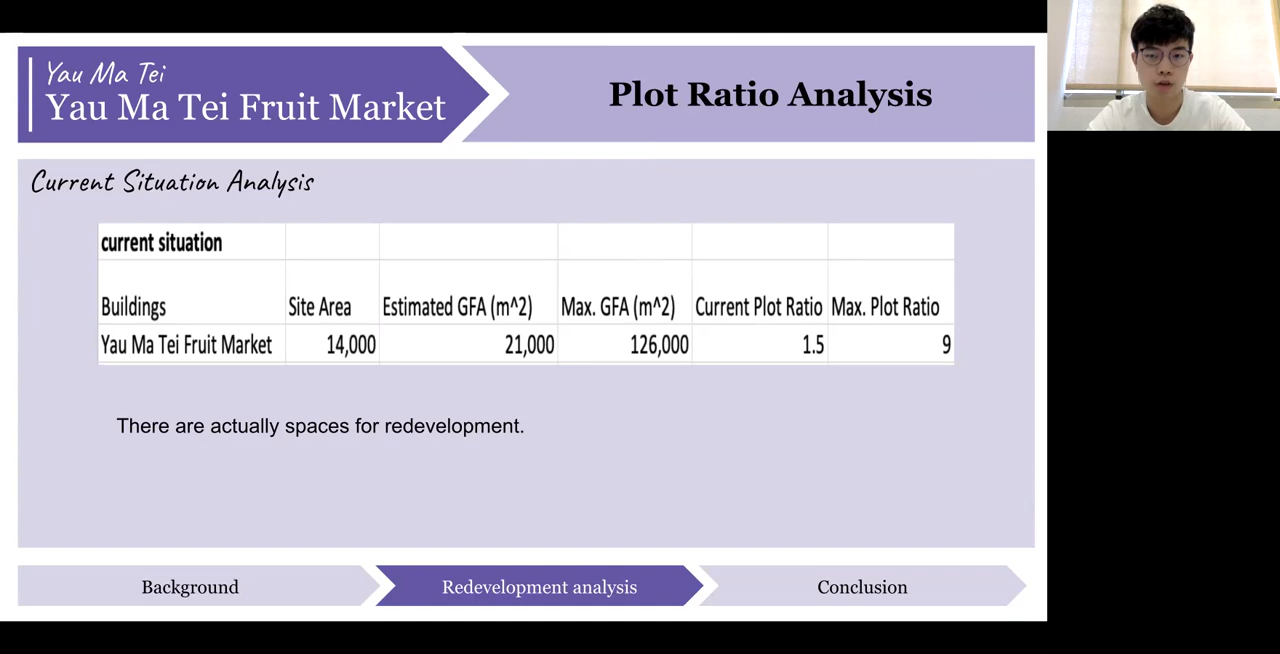 Yau Ma Tei
Yau Ma Tei Fruit Market
Plot Ratio Analysis
Current Situation Analysis
current situation
Buildings Site Area Estimated GFA (m^2) Max. GFA (m^2) Current Plot Ratio Max. Plot Ratio
Yau Ma Tei Fruit Market 14,000 21,000 126,000 1.5 9
There are actually spaces for redevelopment.
Background Redevelopment analysis Conclusion